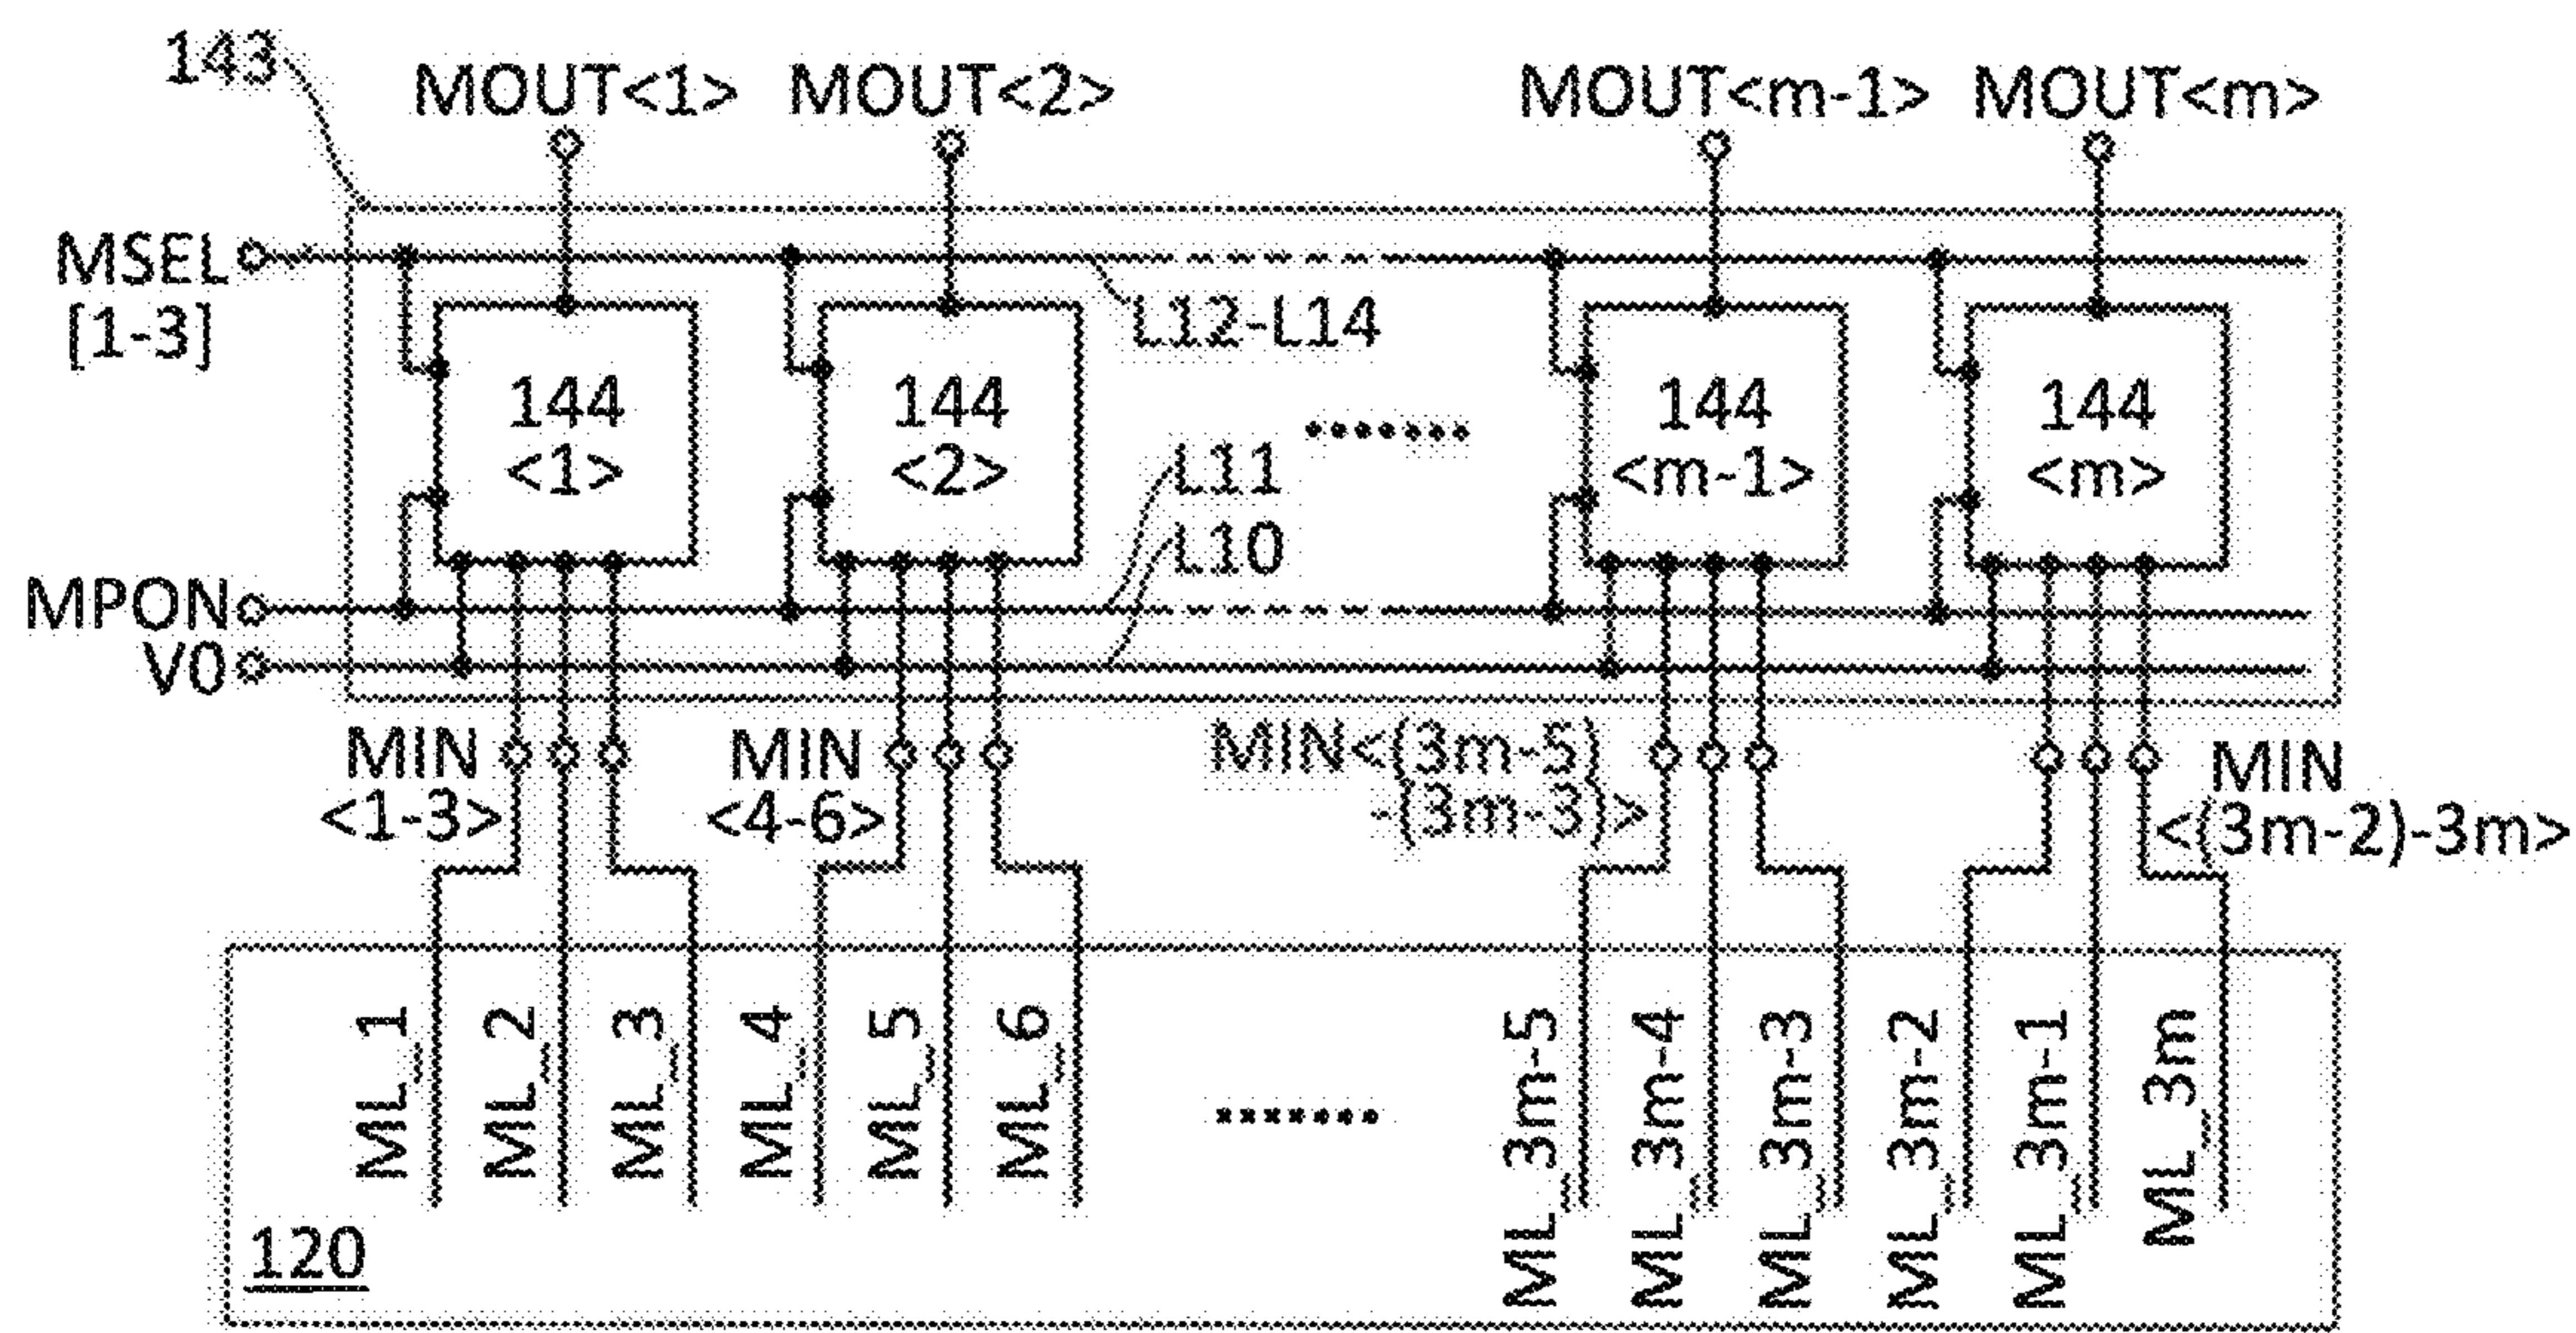 143
MOUT<1> MOUT<2> MOUT<m-1> MOUT<m>
MSEL
[1-3]
L12-L14
144
<1>
144
<2>
144
<m-1>
144
<m>
L11
L10
MPON
V0
MIN
<1-3>
MIN
<4-6>
MIN<(3m-5)
-(3m-3)>
MIN
<(3m-2)-3m>
ML_1
ML_2
ML_3
ML_4
ML_5
ML_6
ML_3m-5
ML_3m-4
ML_3m-3
ML_3m-2
ML_3m-1
ML_3m
120